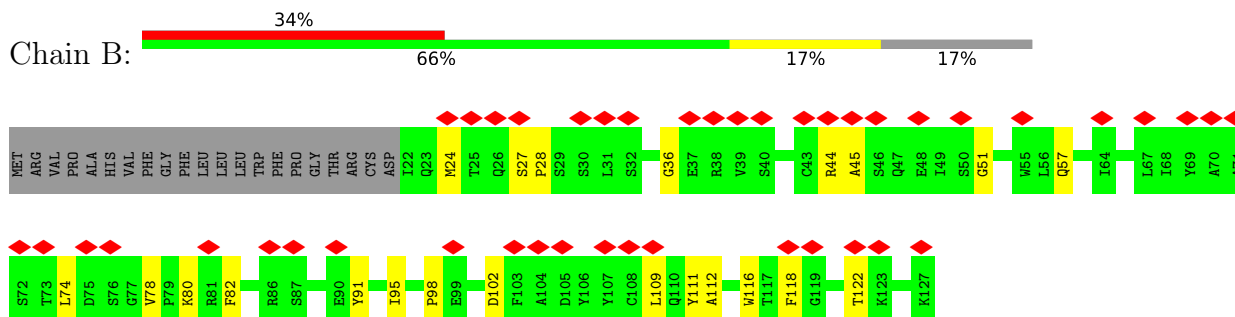 34%
Chain B:
66% 17% 17%
MET ARG VAL PRO ALA HIS VAL PHE GLY PHE LEU LEU LEU TRP PHE PRO GLY THR ARG CYS ASP I22 Q23 M24 T25 Q26 S27 P28 S29 S30 L31 S32 G36 E37 R38 V39 S40 C43 R44 A45 S46 Q47 E48 I49 S50 G51 W55 L56 Q57 I64 L67 I68 Y69 A70
S72 T73 L74 D75 S76 G77 V78 P79 K80 R81 F82 R86 S87 E90 Y91 I95 P98 E99 D102 F103 A104 D105 Y106 Y107 C108 L109 Q110 Y111 A112 W116 T117 F118 G119 T122 K123 K127